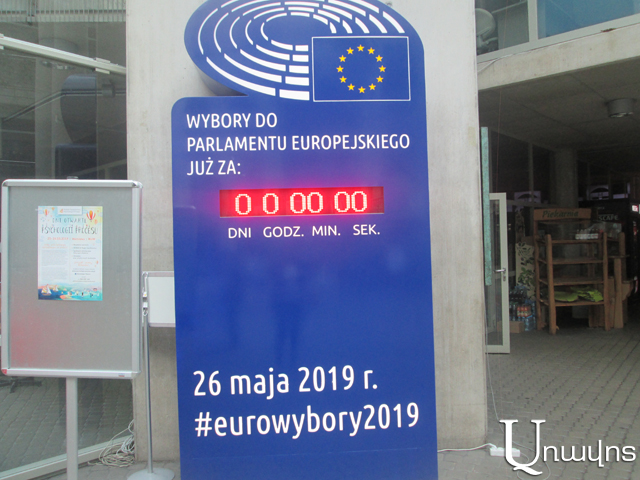 WYBORY DO
PARLAMENTU EUROPEJSKIEGO
JUŻ ZA:
0 0 00 00
DNI GODZ. MIN. SEK.
26 maja 2019 r.
#eurowybory2019
Առավոտ